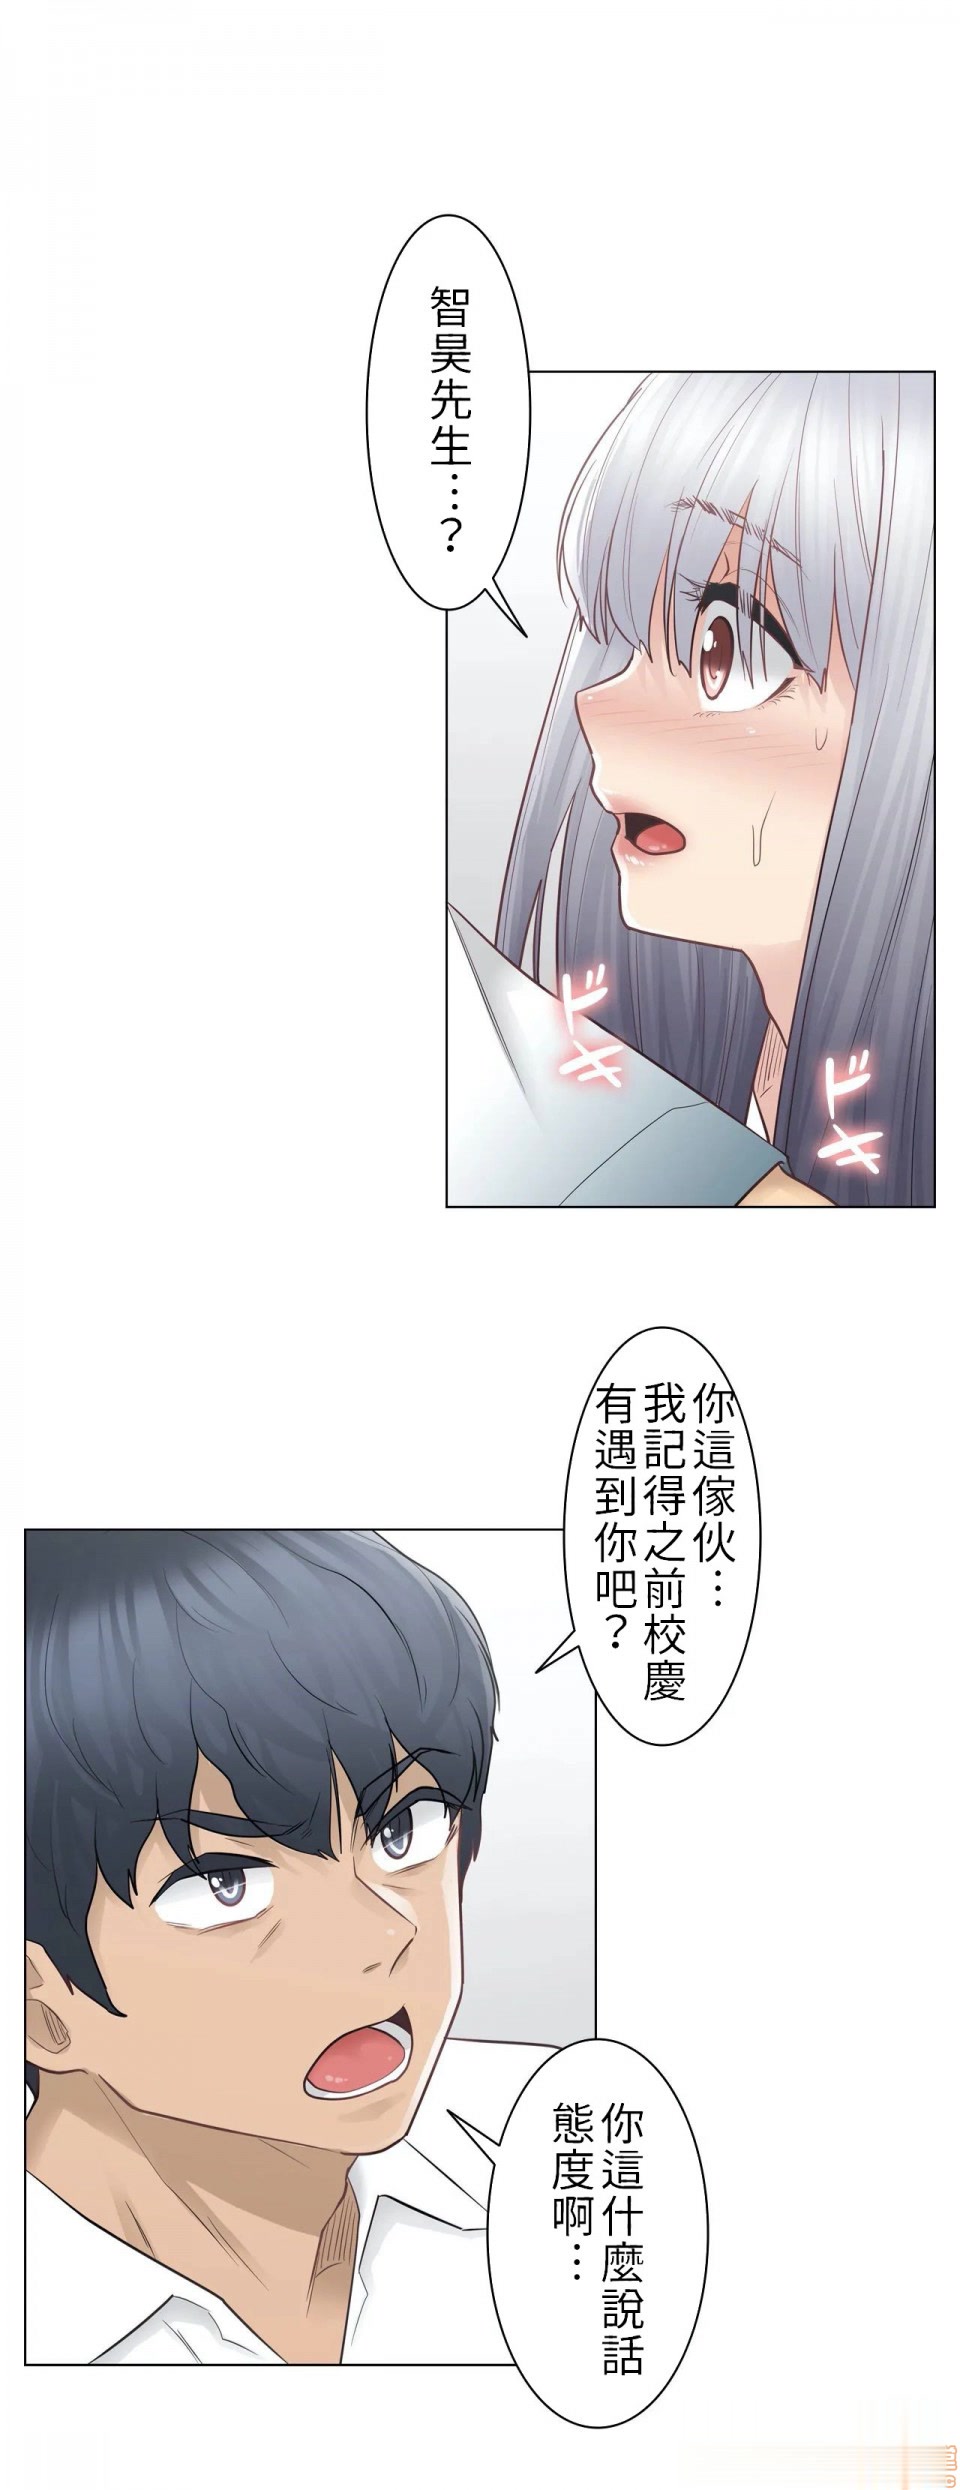 智昊先生…?
ドキ
ドキ
你這傢伙…
我記得之前校慶
有遇到你吧?
你這什麼說話
態度啊…